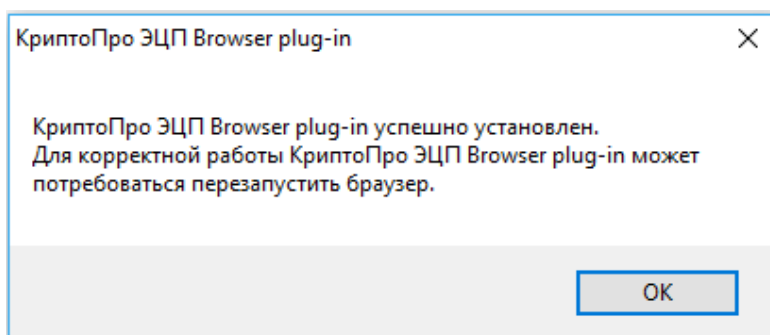 КриптоПро ЭЦП Browser plug-in
КриптоПро ЭЦП Browser plug-in успешно установлен.
Для корректной работы КриптоПро ЭЦП Browser plug-in может
потребоваться перезапустить браузер.
OK